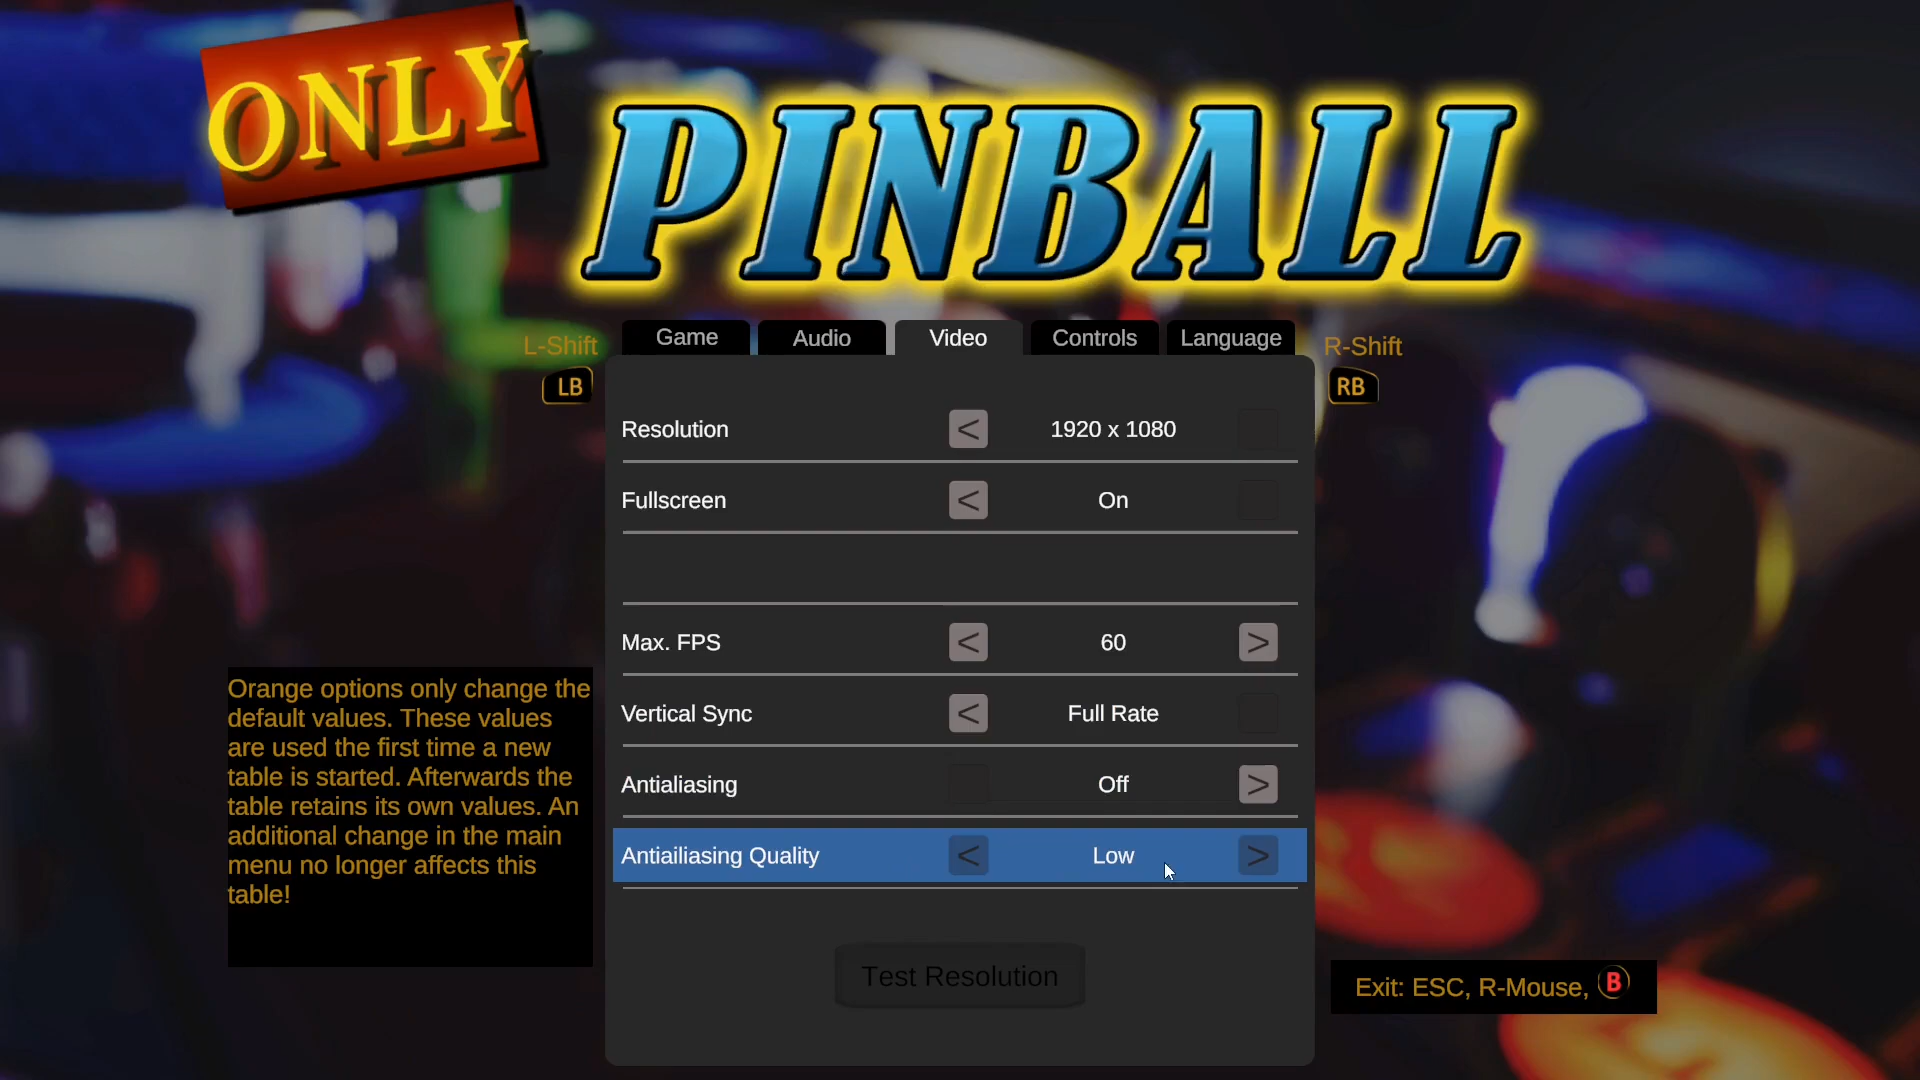 ONLY
PINBALL
L-Shift
Game
Audio
Video
Controls
Language
R-Shift
LB
RB
Resolution < 1920 x 1080
Fullscreen < On
Max. FPS < 60 >
Vertical Sync < Full Rate
Antialiasing Off >
Antiailiasing Quality < Low >
Orange options only change the
default values. These values
are used the first time a new
table is started. Afterwards the
table retains its own values. An
additional change in the main
menu no longer affects this
table!
Test Resolution
Exit: ESC, R-Mouse, B